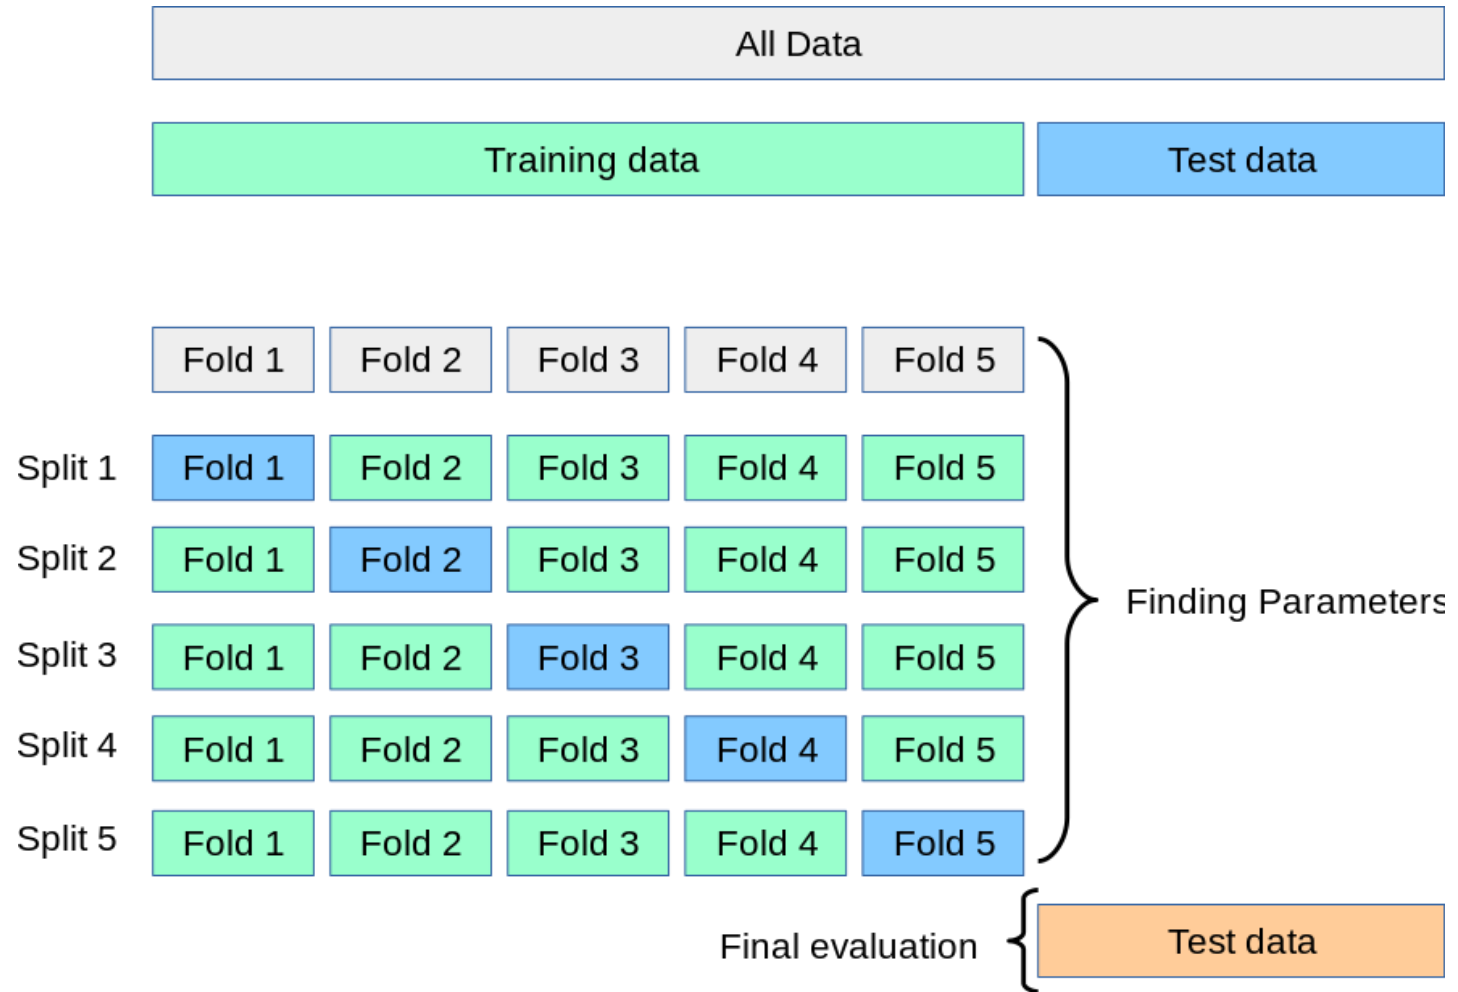 All Data
Training data Test data
Fold 1 Fold 2 Fold 3 Fold 4 Fold 5
Split 1 Fold 1 Fold 2 Fold 3 Fold 4 Fold 5
Split 2 Fold 1 Fold 2 Fold 3 Fold 4 Fold 5
Finding Parameters
Split 3 Fold 1 Fold 2 Fold 3 Fold 4 Fold 5
Split 4 Fold 1 Fold 2 Fold 3 Fold 4 Fold 5
Split 5 Fold 1 Fold 2 Fold 3 Fold 4 Fold 5
Final evaluation Test data